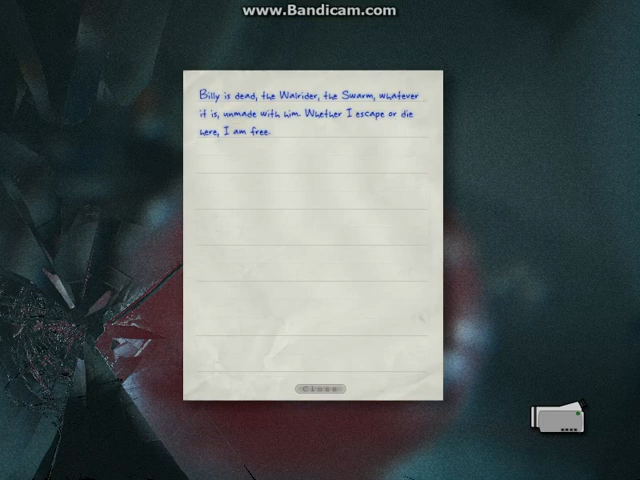 www.Bandicam.com
Billy is dead, the Walrider, the Swarm, whatever
it is, unmade with him. Whether I escape or die
here, I am free.
Close